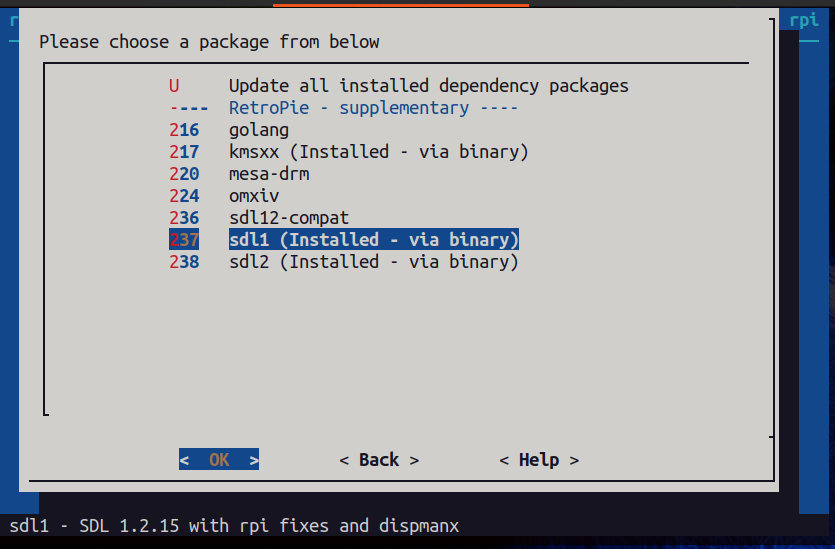 rpi
Please choose a package from below
U Update all installed dependency packages
---- RetroPie - supplementary ----
216 golang
217 kmsxx (Installed - via binary)
220 mesa-drm
224 omxiv
236 sdl12-compat
237 sdl1 (Installed - via binary)
238 sdl2 (Installed - via binary)
< OK > < Back > < Help >
sdl1 - SDL 1.2.15 with rpi fixes and dispmanx